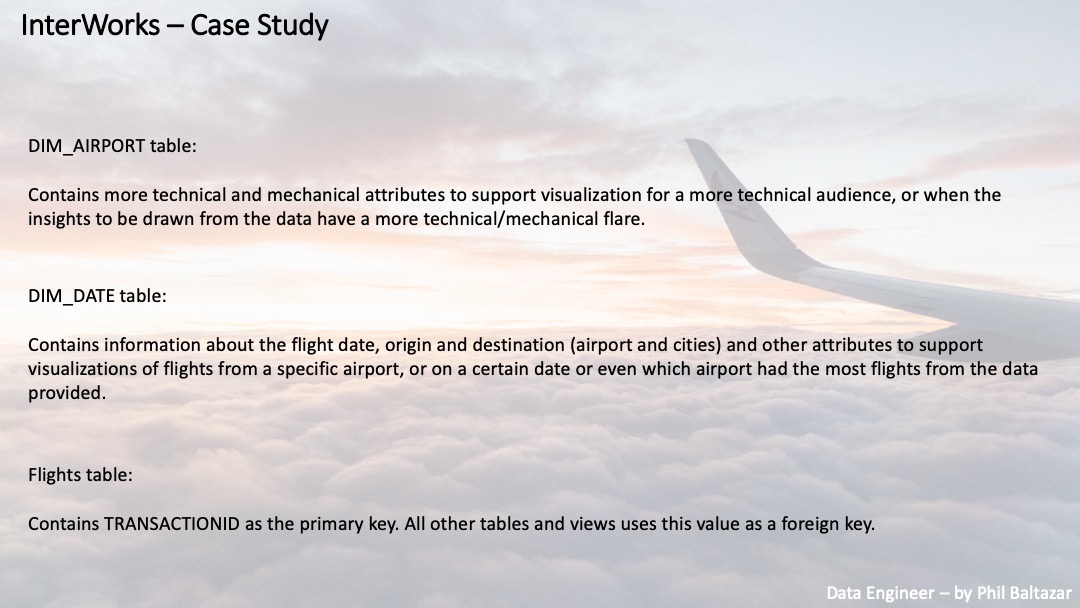 InterWorks – Case Study
DIM_AIRPORT table:
Contains more technical and mechanical attributes to support visualization for a more technical audience, or when the
insights to be drawn from the data have a more technical/mechanical flare.
DIM_DATE table:
Contains information about the flight date, origin and destination (airport and cities) and other attributes to support
visualizations of flights from a specific airport, or on a certain date or even which airport had the most flights from the data
provided.
Flights table:
Contains TRANSACTIONID as the primary key. All other tables and views uses this value as a foreign key.
Data Engineer – by Phil Baltazar